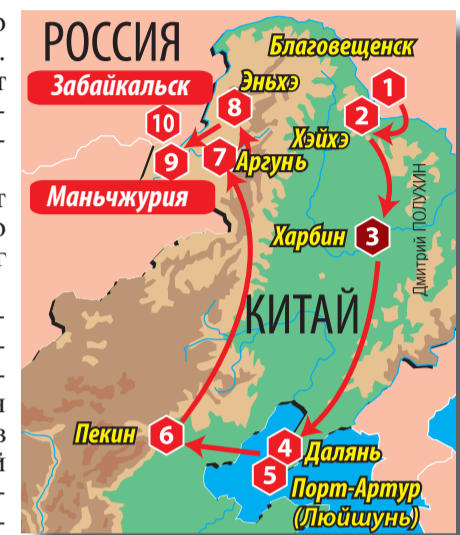 РОССИЯ
Благовещенск
1
Забайкальск
Эньхэ
8
2
10
Хэйхэ
9
7
Аргунь
Маньчжурия
Дмитрий ПОЛУХИН
Харбин
3
КИТАЙ
Пекин
6
4
Далянь
5
Порт-Артур
(Люйшунь)